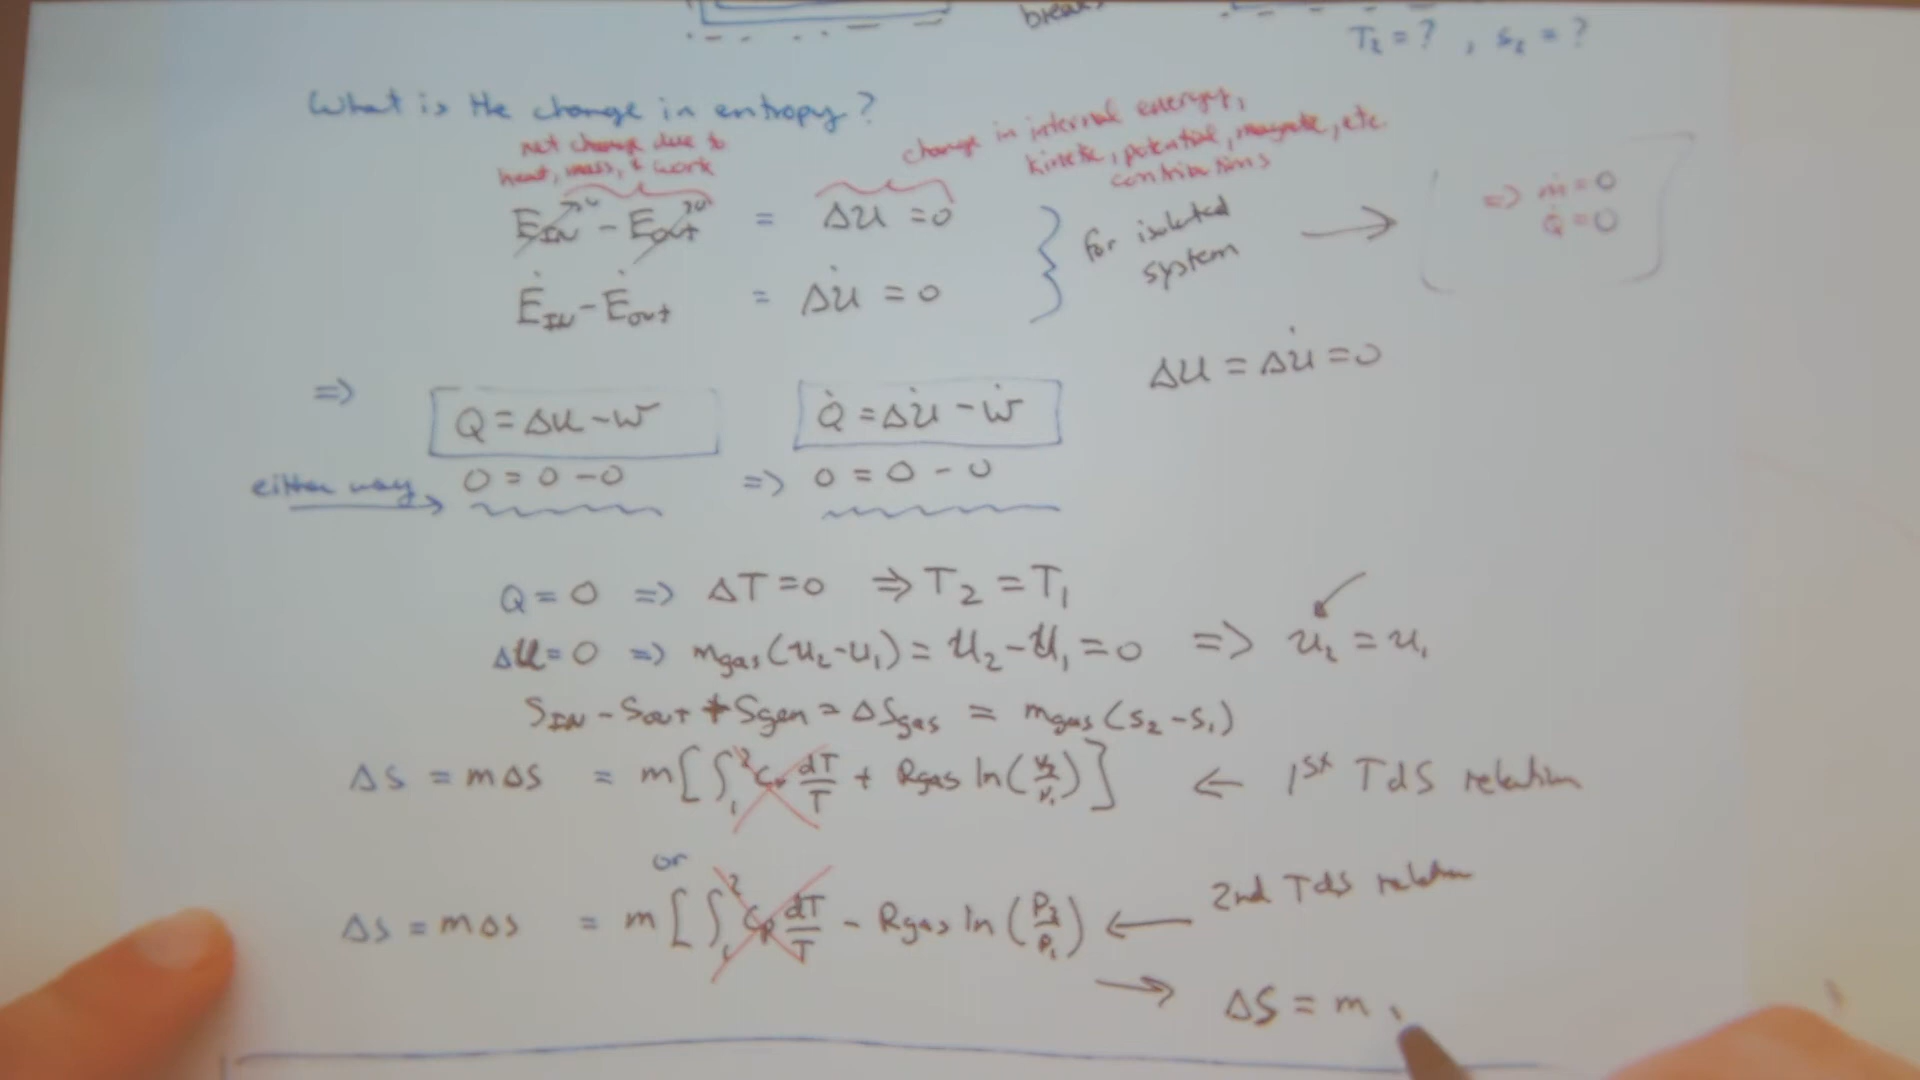 break
T₂ = ? , s₂ = ?
What is the change in entropy?
net change due to
heat, mass, & work
change in internal energy,
kinetic, potential, magnetic, etc.
contributions
E_IN - E_OUT = ΔU = 0
Ė_IN - Ė_OUT = ΔU̇ = 0
for isolated
system
=> ṁ = 0
Q̇ = 0
ΔU = ΔU̇ = 0
=> Q = ΔU - W
Q̇ = ΔU̇ - Ẇ
either way 0 = 0 - 0 => 0 = 0 - 0
Q = 0 => ΔT = 0 => T₂ = T₁
ΔU = 0 => m_gas (u₂ - u₁) = U₂ - U₁ = 0 => u₂ = u₁
S_IN - S_OUT + S_gen = ΔS_gas = m_gas (s₂ - s₁)
ΔS = mΔs = m [ ∫₁² c_v dT/T + R_gas ln (v₂/v₁) ] ← 1st TdS relation
or
ΔS = mΔs = m [ ∫₁² c_p dT/T - R_gas ln (P₂/P₁) ← 2nd TdS relation
→ ΔS = m